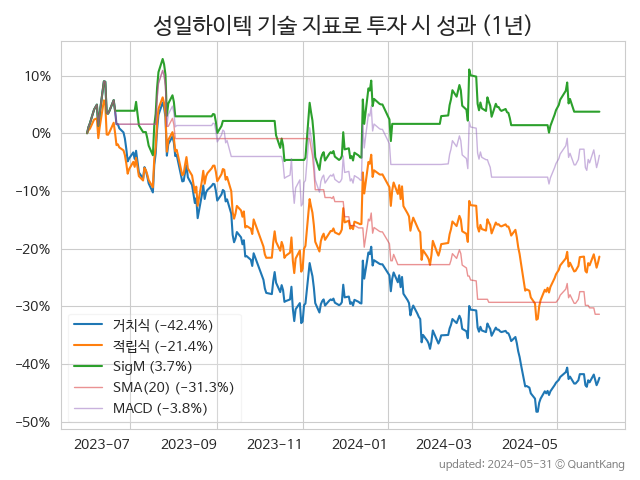 성일하이텍 기술 지표로 투자 시 성과 (1년)
10%
0%
−10%
−20%
−30%
−40%
−50%
거치식 (−42.4%)
적립식 (−21.4%)
SigM (3.7%)
SMA(20) (−31.3%)
MACD (−3.8%)
2023−07 2023−09 2023−11 2024−01 2024−03 2024−05
updated: 2024−05−31 © QuantKang